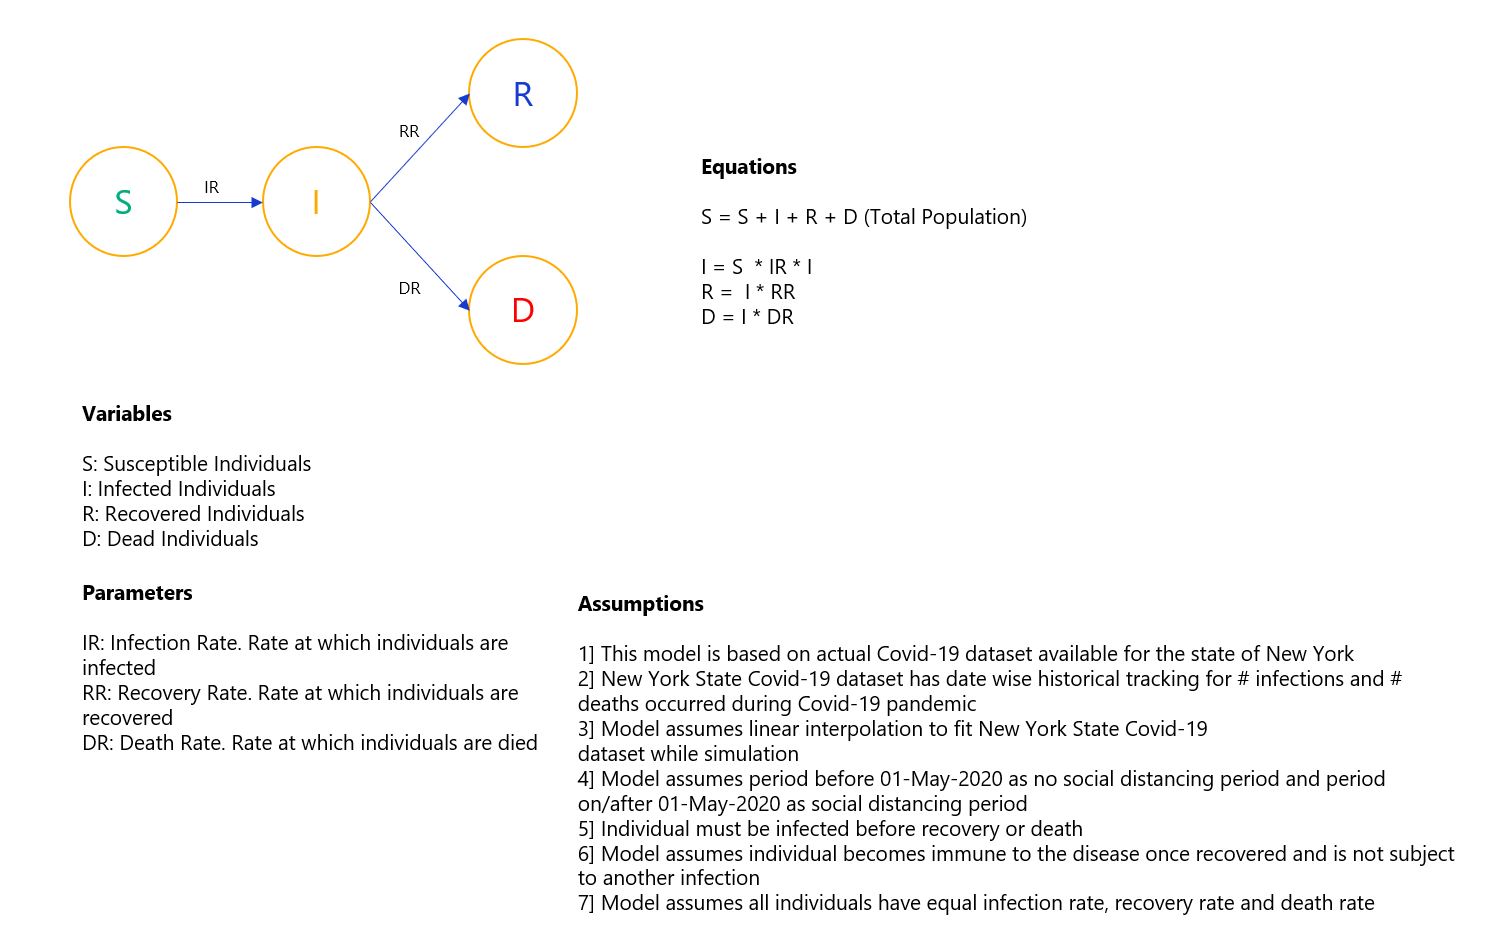 R
RR
S
IR
I
DR
D
Equations
S = S + I + R + D (Total Population)
I = S  * IR * I
R =  I * RR
D = I * DR
Variables
S: Susceptible Individuals
I: Infected Individuals
R: Recovered Individuals
D: Dead Individuals
Parameters
IR: Infection Rate. Rate at which individuals are
infected
RR: Recovery Rate. Rate at which individuals are
recovered
DR: Death Rate. Rate at which individuals are died
Assumptions
1] This model is based on actual Covid-19 dataset available for the state of New York
2] New York State Covid-19 dataset has date wise historical tracking for # infections and #
deaths occurred during Covid-19 pandemic
3] Model assumes linear interpolation to fit New York State Covid-19
dataset while simulation
4] Model assumes period before 01-May-2020 as no social distancing period and period
on/after 01-May-2020 as social distancing period
5] Individual must be infected before recovery or death
6] Model assumes individual becomes immune to the disease once recovered and is not subject
to another infection
7] Model assumes all individuals have equal infection rate, recovery rate and death rate